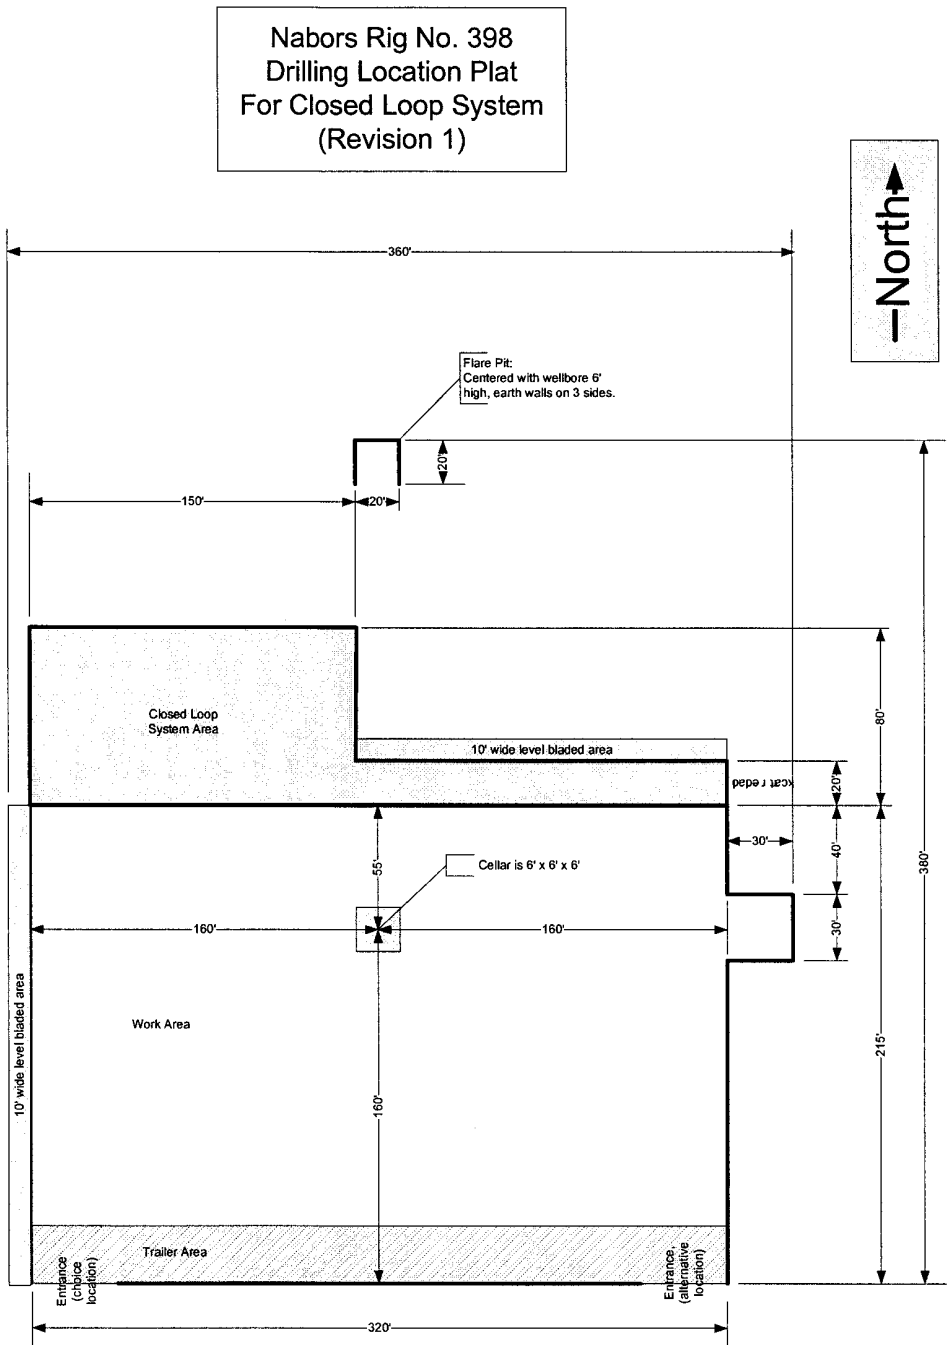 Nabors Rig No. 398
Drilling Location Plat
For Closed Loop System
(Revision 1)
North
360'
Flare Pit:
Centered with wellbore 6'
high, earth walls on 3 sides.
20'
150'
20'
Closed Loop
System Area
80'
10' wide level bladed area
20'
30'
40'
55'
Cellar is 6' x 6' x 6'
380'
160'
160'
30'
10' wide level bladed area
Work Area
215'
160'
Trailer Area
Entrance
(choice
location)
Entrance,
(alternative
location)
320'